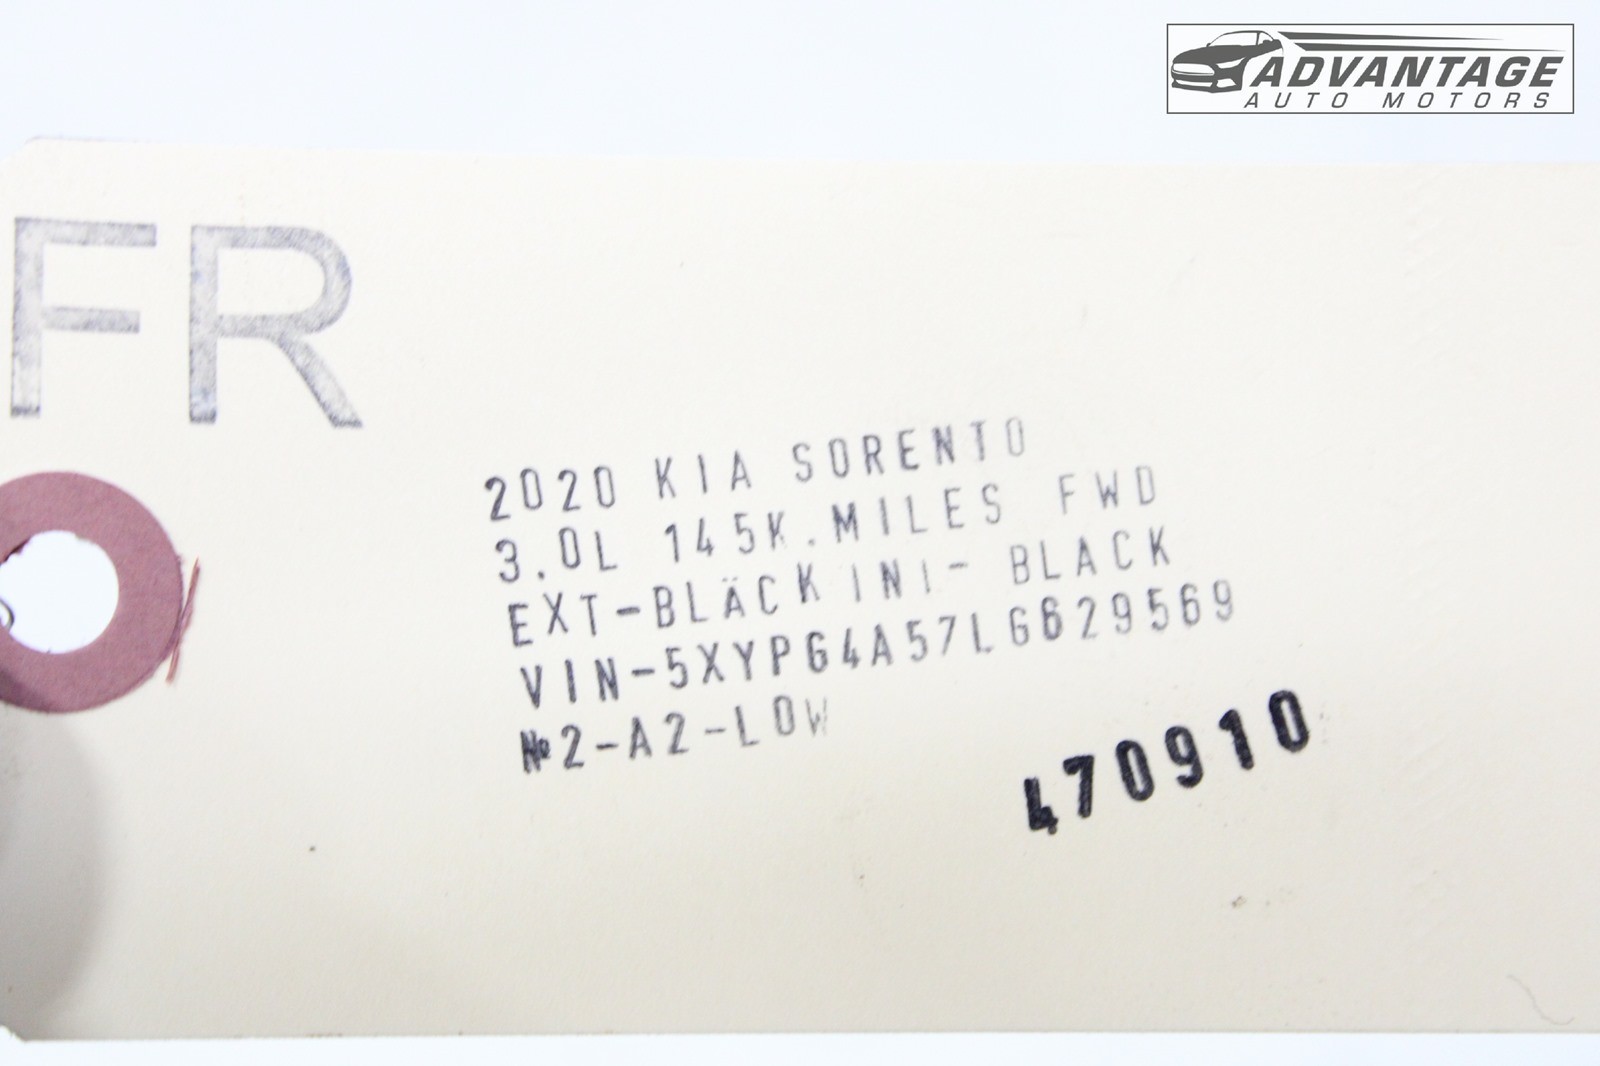 ADVANTAGE
AUTO MOTORS
FR
2020 KIA SORENTO
3.0L 145K.MILES FWD
EXT-BLÄCK INI- BLACK
VIN-5XYPG4A57LG629569
№2-A2-LOW
470910